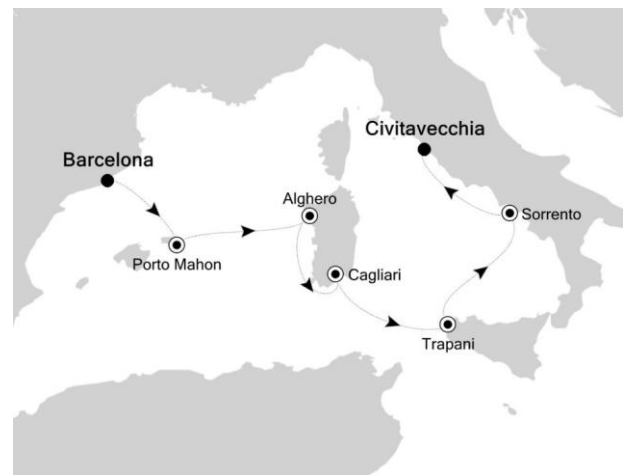 Civitavecchia
Barcelona
Alghero
Sorrento
Porto Mahon
Cagliari
Trapani